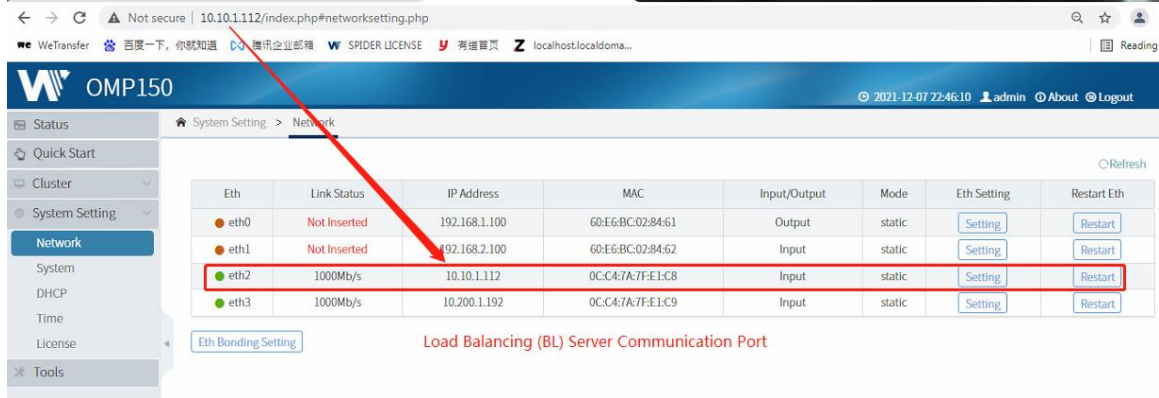 Not secure | 10.10.1.112/index.php#networksetting.php
WeTransfer 百度一下，你就知道 腾讯企业邮箱 SPIDER LICENSE 有道首页 localhost.localdoma... Reading
OMP150
2021-12-07 22:46:10 admin About Logout
Status
System Setting > Network
Quick Start
Refresh
Cluster
Eth Link Status IP Address MAC Input/Output Mode Eth Setting Restart Eth
System Setting
eth0 Not Inserted 192.168.1.100 60:E6:BC:02:84:61 Output static Setting Restart
Network
eth1 Not Inserted 192.168.2.100 60:E6:BC:02:84:62 Input static Setting Restart
System
eth2 1000Mb/s 10.10.1.112 0C:C4:7A:7F:E1:C8 Input static Setting Restart
DHCP
eth3 1000Mb/s 10.200.1.192 0C:C4:7A:7F:E1:C9 Input static Setting Restart
Time
License
Eth Bonding Setting
Load Balancing (BL) Server Communication Port
Tools